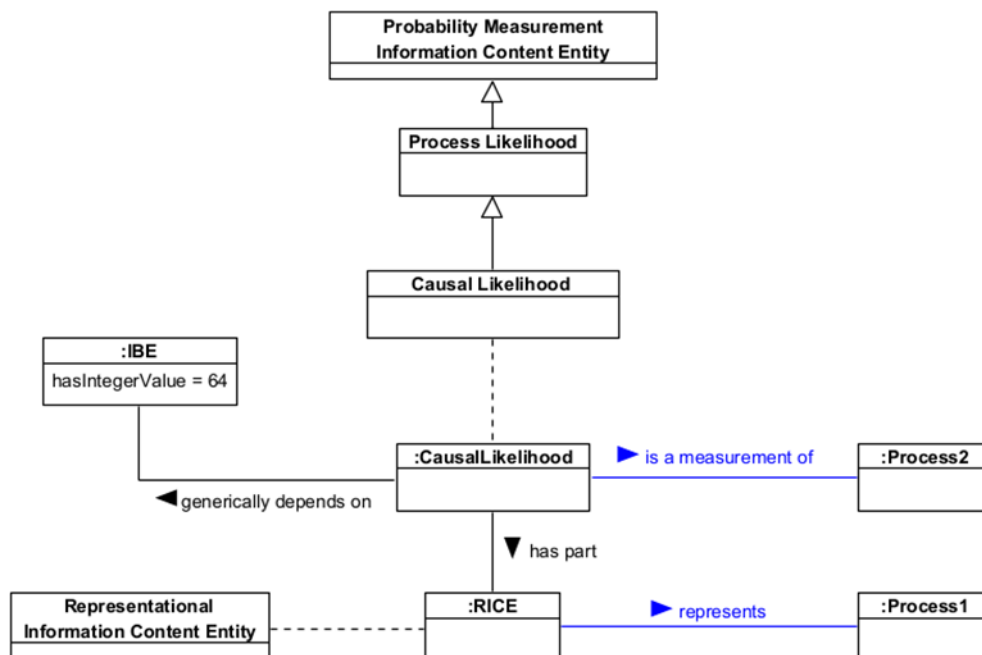 Probability Measurement
Information Content Entity
Process Likelihood
Causal Likelihood
:IBE
hasIntegerValue = 64
:CausalLikelihood
is a measurement of
:Process2
generically depends on
has part
Representational
Information Content Entity
:RICE
represents
:Process1